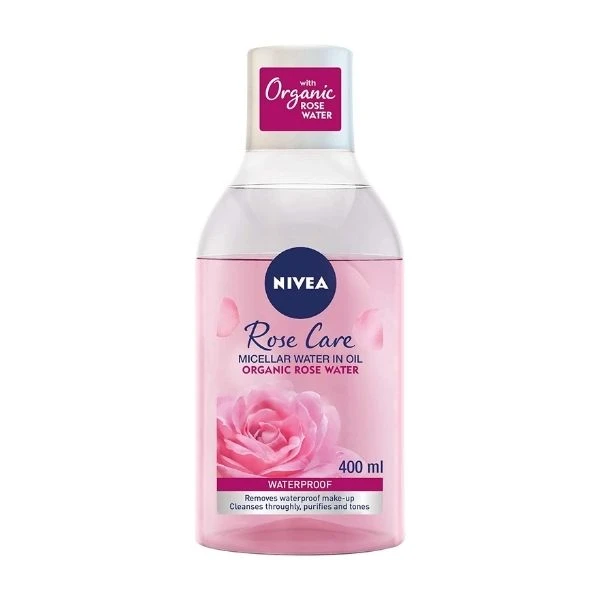 with
Organic
ROSE
WATER
NIVEA
Rose Care
MICELLAR WATER IN OIL
ORGANIC ROSE WATER
400 ml
WATERPROOF
Removes waterproof make-up
Cleanses throughly, purifies and tones